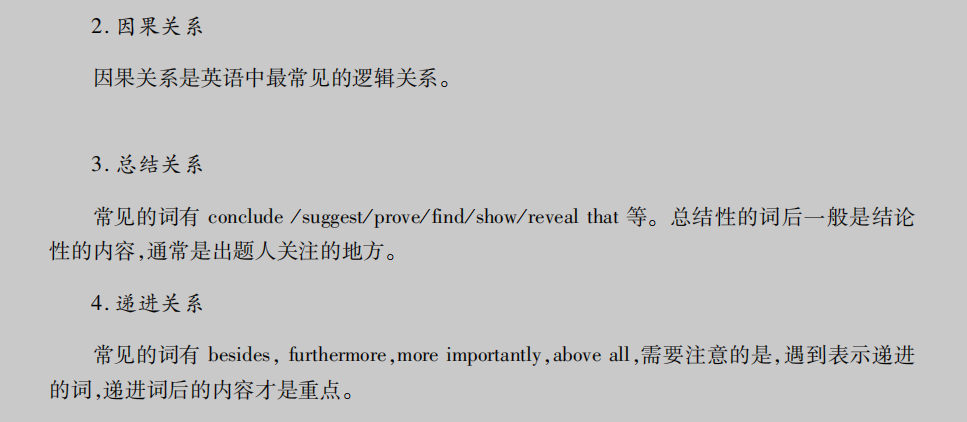 2. 因果关系
因果关系是英语中最常见的逻辑关系。
3. 总结关系
常见的词有 conclude /suggest/prove/find/show/reveal that 等。总结性的词后一般是结论
性的内容,通常是出题人关注的地方。
4. 递进关系
常见的词有 besides, furthermore,more importantly,above all,需要注意的是,遇到表示递进
的词,递进词后的内容才是重点。